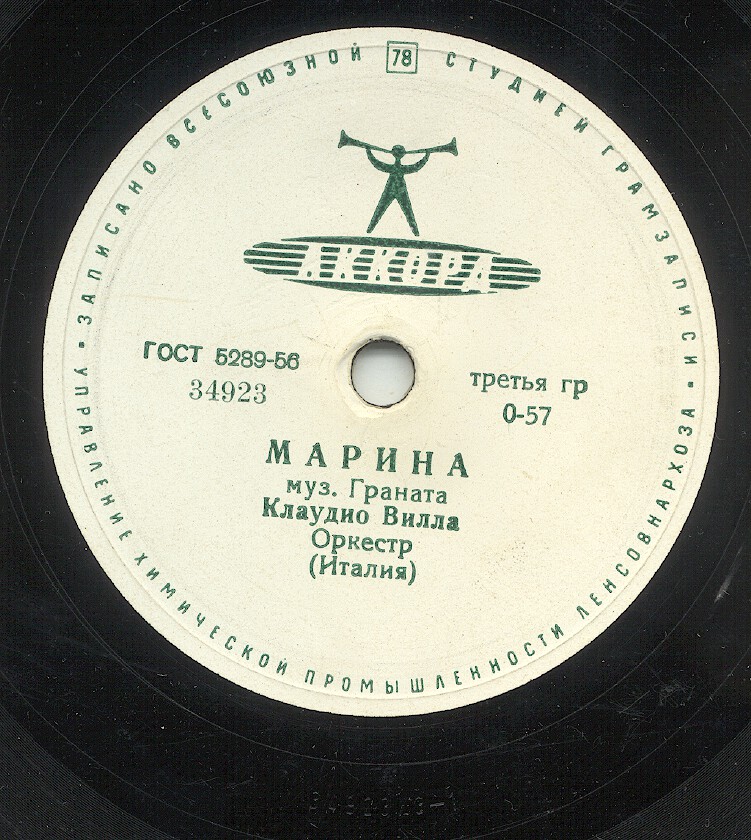 ЗАПИСАНО ВСЕСОЮЗНОЙ 78 СТУДИЕЙ ГРАМЗАПИСИ
АККОРД
ГОСТ 5289-56
34923
третья гр
0-57
МАРИНА
муз. Граната
Клаудио Вилла
Оркестр
(Италия)
УПРАВЛЕНИЕ ХИМИЧЕСКОЙ ПРОМЫШЛЕННОСТИ ЛЕНСОВНАРХОЗА